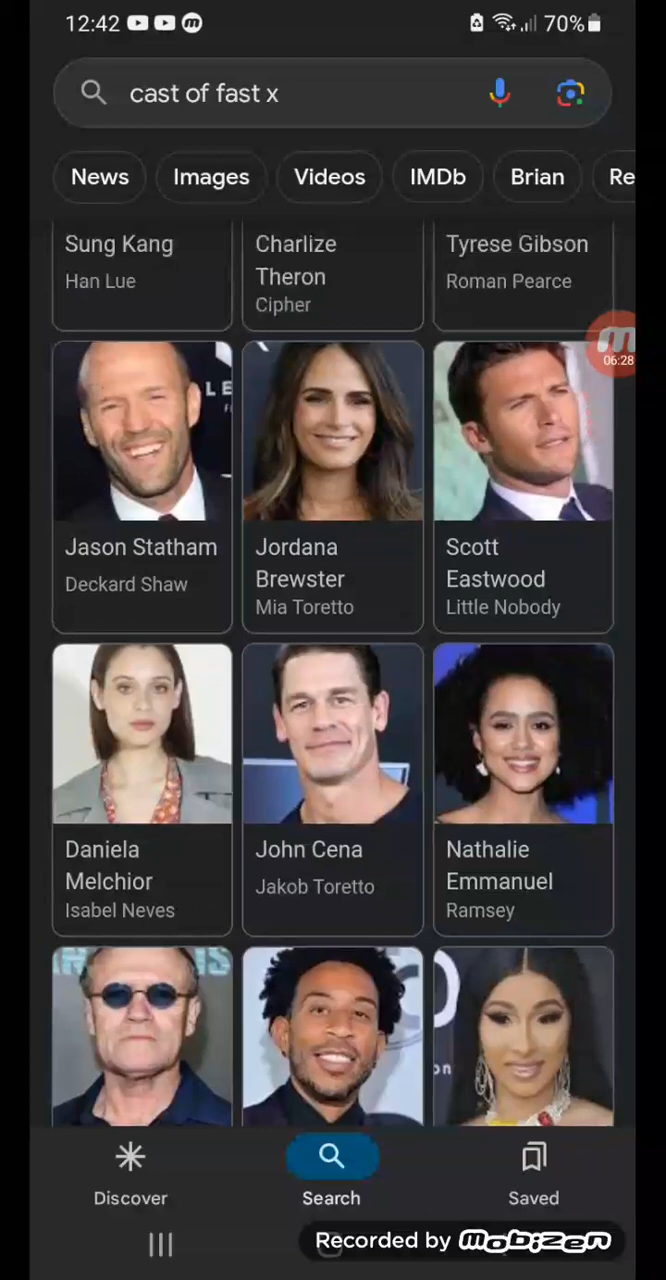 12:42
70%
cast of fast x
News
Images
Videos
IMDb
Brian
Re
Sung Kang
Han Lue
Charlize
Theron
Cipher
Tyrese Gibson
Roman Pearce
06:28
Jason Statham
Deckard Shaw
Jordana
Brewster
Mia Toretto
Scott
Eastwood
Little Nobody
Daniela
Melchior
Isabel Neves
John Cena
Jakob Toretto
Nathalie
Emmanuel
Ramsey
Discover
Search
Saved
Recorded by mobizen